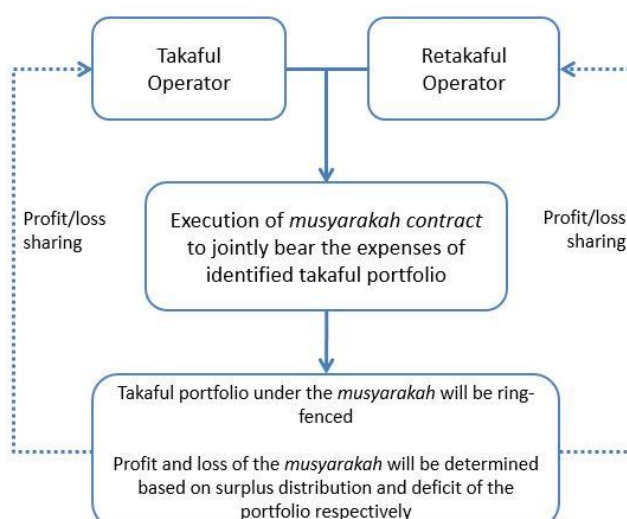 Takaful
Operator
Retakaful
Operator
Profit/loss
sharing
Execution of musyarakah contract
to jointly bear the expenses of
identified takaful portfolio
Profit/loss
sharing
Takaful portfolio under the musyarakah will be ring-
fenced
Profit and loss of the musyarakah will be determined
based on surplus distribution and deficit of the
portfolio respectively